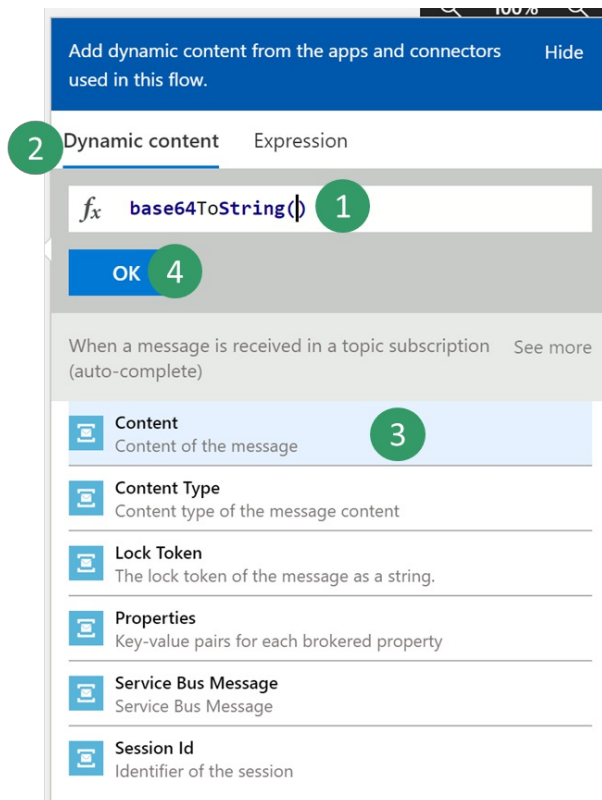 100%
Add dynamic content from the apps and connectors
Hide
used in this flow.
2
Dynamic content
Expression
fx
base64ToString()
1
OK
4
When a message is received in a topic subscription
See more
(auto-complete)
Content
Content of the message
3
Content Type
Content type of the message content
Lock Token
The lock token of the message as a string.
Properties
Key-value pairs for each brokered property
Service Bus Message
Service Bus Message
Session Id
Identifier of the session